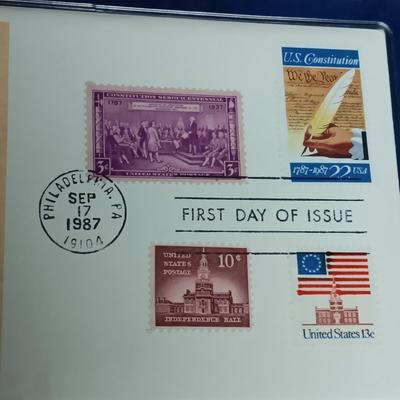 CONSTITUTION SESQUICENTENNIAL
1787 1937
3¢ 3¢
UNITED STATES POSTAGE
U.S. Constitution
We the People
1787-1987 22 USA
PHILADELPHIA, PA
SEP
17
1987
19104
FIRST DAY OF ISSUE
UNITED
STATES
POSTAGE
10¢
INDEPENDENCE HALL
United States 13c